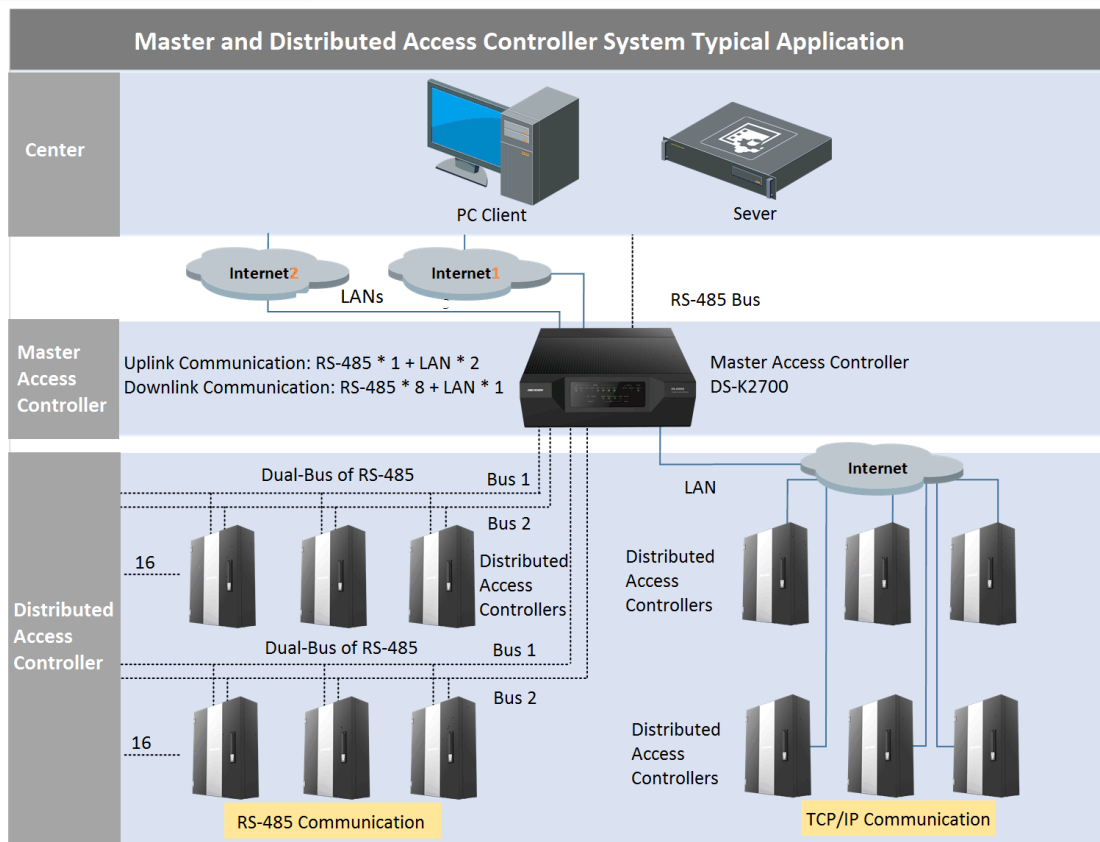 Master and Distributed Access Controller System Typical Application
Center
PC Client
Sever
Internet2
Internet1
LANs
RS-485 Bus
Master
Access
Controller
Uplink Communication: RS-485 * 1 + LAN * 2
Downlink Communication: RS-485 * 8 + LAN * 1
Master Access Controller
DS-K2700
Dual-Bus of RS-485
Bus 1
Bus 2
Internet
LAN
16
Distributed
Access
Controllers
Distributed
Access
Controllers
Distributed
Access
Controller
Dual-Bus of RS-485
Bus 1
Bus 2
16
Distributed
Access
Controllers
RS-485 Communication
TCP/IP Communication